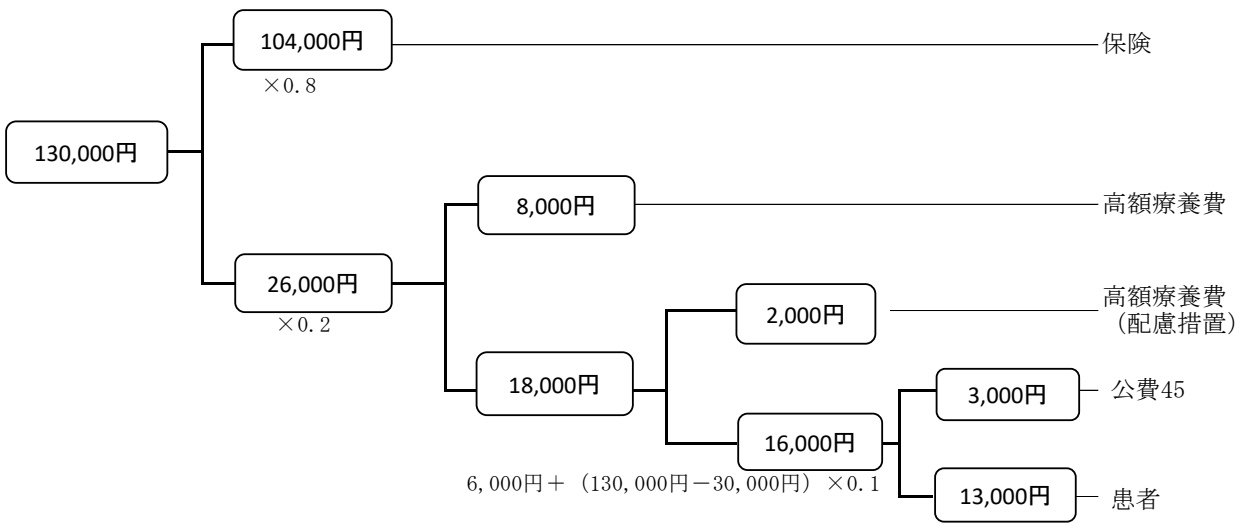 104,000円
保険
×0.8
130,000円
8,000円
高額療養費
26,000円
×0.2
2,000円
高額療養費
（配慮措置）
18,000円
3,000円
公費45
16,000円
6,000円＋（130,000円－30,000円）×0.1
13,000円
患者